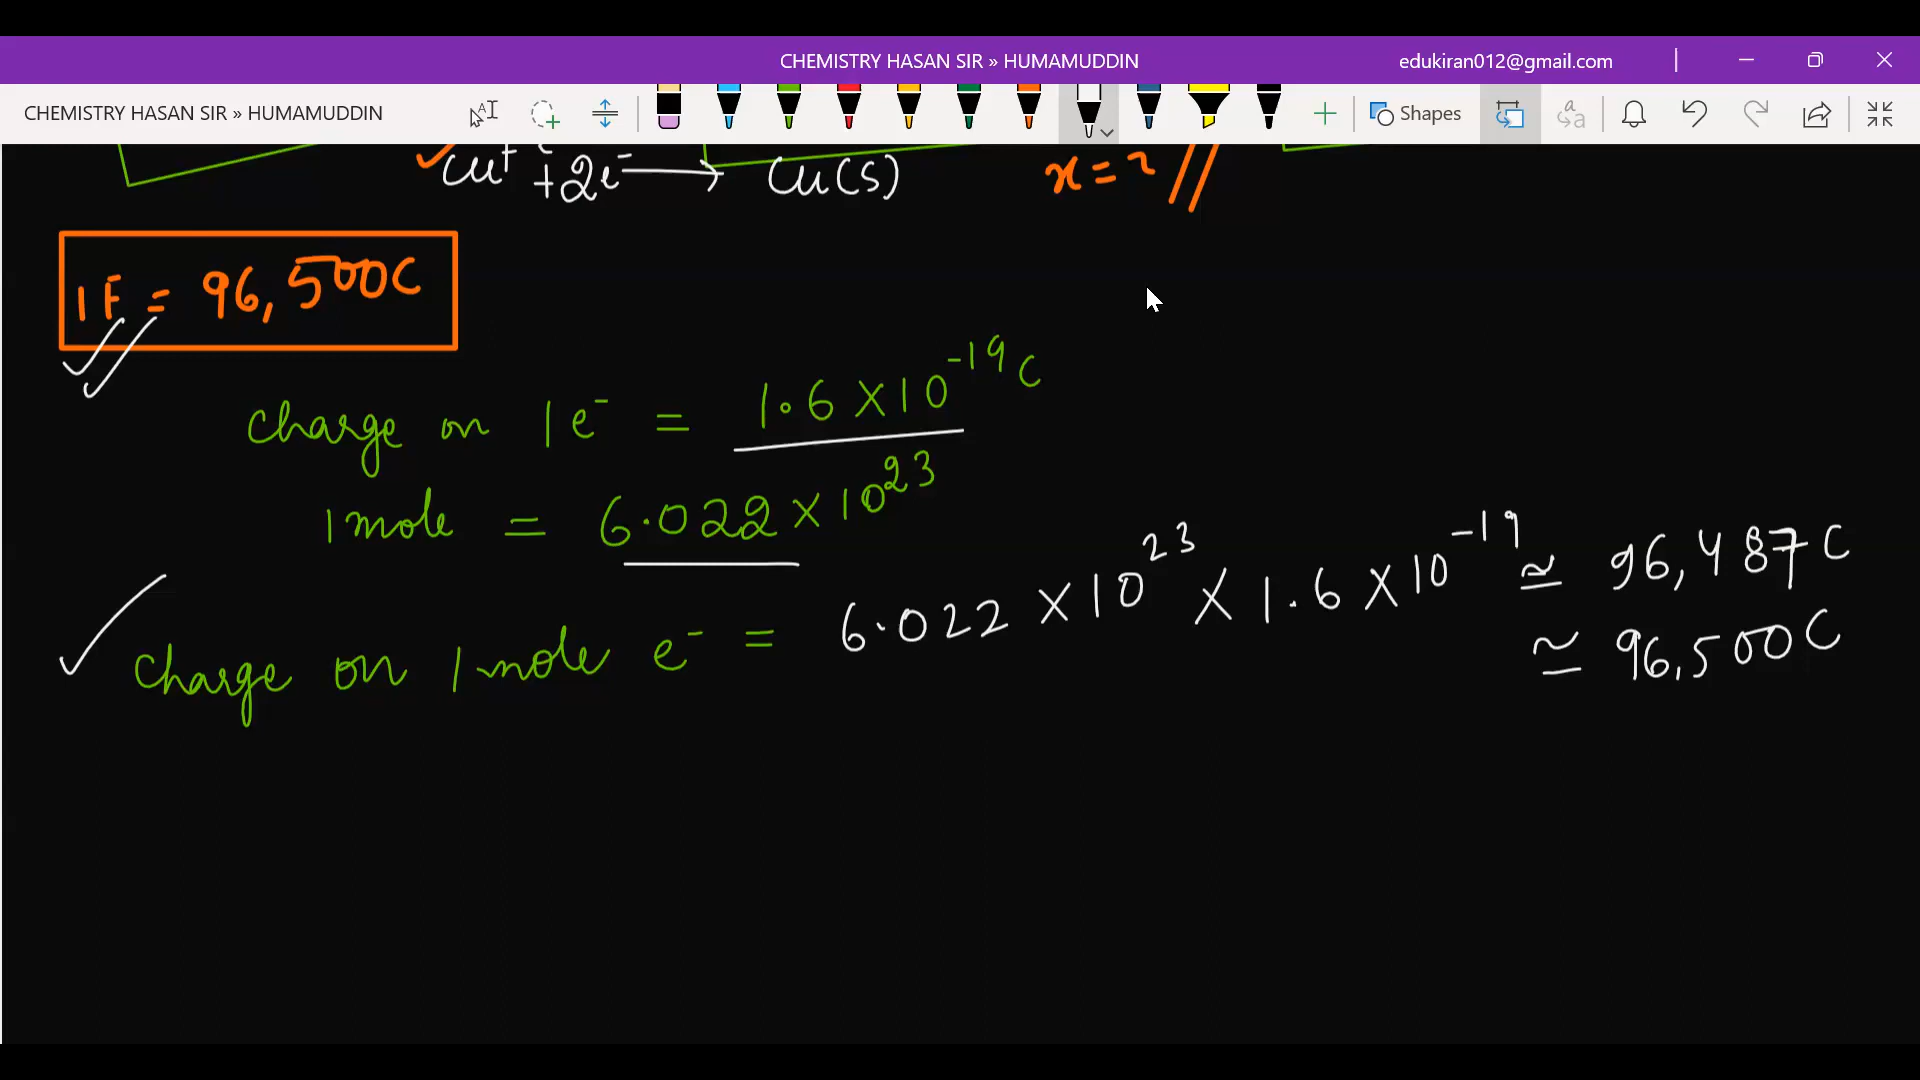 CHEMISTRY HASAN SIR » HUMAMUDDIN edukiran012@gmail.com
CHEMISTRY HASAN SIR » HUMAMUDDIN Shapes
Cu⁺ +2e⁻ → Cu(s) x = 2 //
1F = 96,500C
Charge on 1e⁻ = 1.6 × 10⁻¹⁹ C
1 mole = 6.022 × 10²³
Charge on 1 mole e⁻ = 6.022 × 10²³ × 1.6 × 10⁻¹⁹ ≃ 96,487 C
≃ 96,500 C